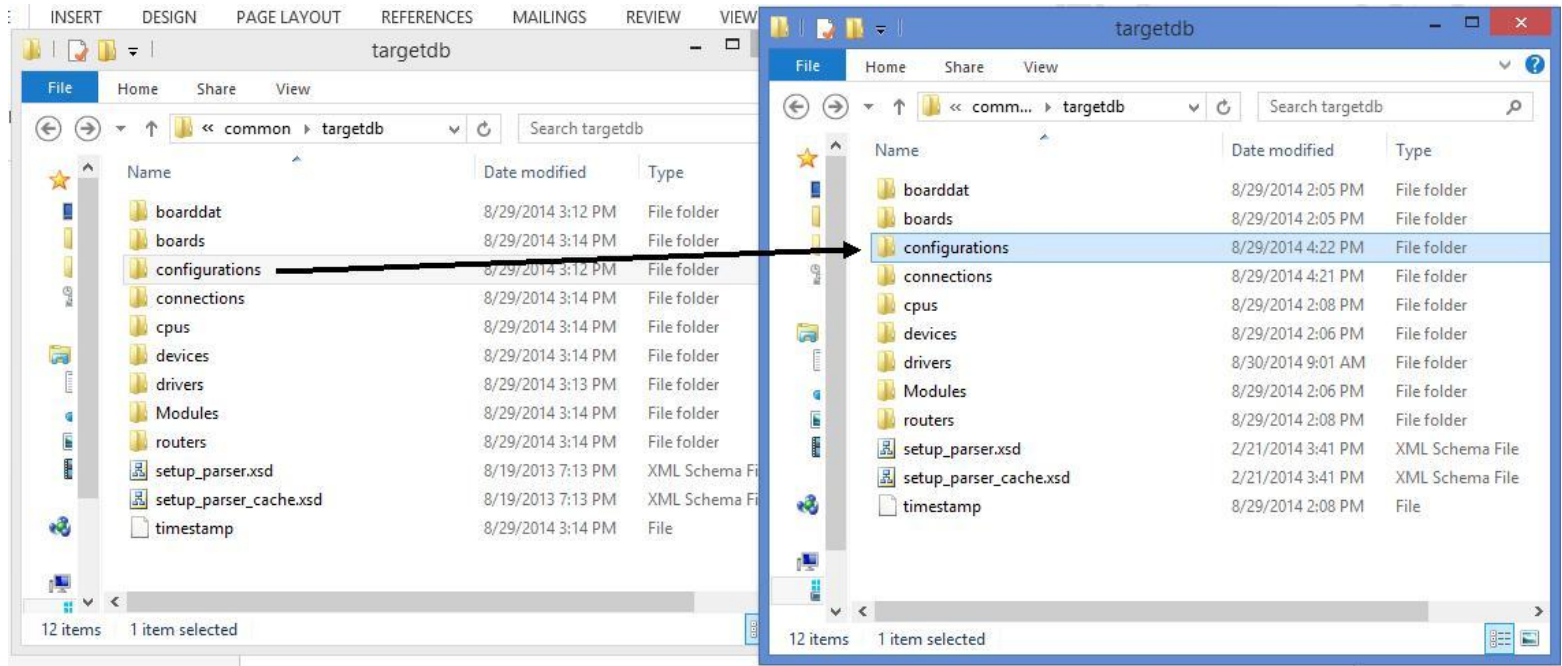 INSERT DESIGN PAGE LAYOUT REFERENCES MAILINGS REVIEW VIEW
targetdb
File Home Share View
« common targetdb Search targetdb
Name Date modified Type
boarddat 8/29/2014 3:12 PM File folder
boards 8/29/2014 3:14 PM File folder
configurations 8/29/2014 3:12 PM File folder
connections 8/29/2014 3:14 PM File folder
cpus 8/29/2014 3:14 PM File folder
devices 8/29/2014 3:14 PM File folder
drivers 8/29/2014 3:13 PM File folder
Modules 8/29/2014 3:14 PM File folder
routers 8/29/2014 3:14 PM File folder
setup_parser.xsd 8/19/2013 7:13 PM XML Schema Fi
setup_parser_cache.xsd 8/19/2013 7:13 PM XML Schema Fi
timestamp 8/29/2014 3:14 PM File
12 items 1 item selected
targetdb
File Home Share View
« comm... targetdb Search targetdb
Name Date modified Type
boarddat 8/29/2014 2:05 PM File folder
boards 8/29/2014 2:05 PM File folder
configurations 8/29/2014 4:22 PM File folder
connections 8/29/2014 4:21 PM File folder
cpus 8/29/2014 2:08 PM File folder
devices 8/29/2014 2:06 PM File folder
drivers 8/30/2014 9:01 AM File folder
Modules 8/29/2014 2:06 PM File folder
routers 8/29/2014 2:08 PM File folder
setup_parser.xsd 2/21/2014 3:41 PM XML Schema File
setup_parser_cache.xsd 2/21/2014 3:41 PM XML Schema File
timestamp 8/29/2014 2:08 PM File
12 items 1 item selected